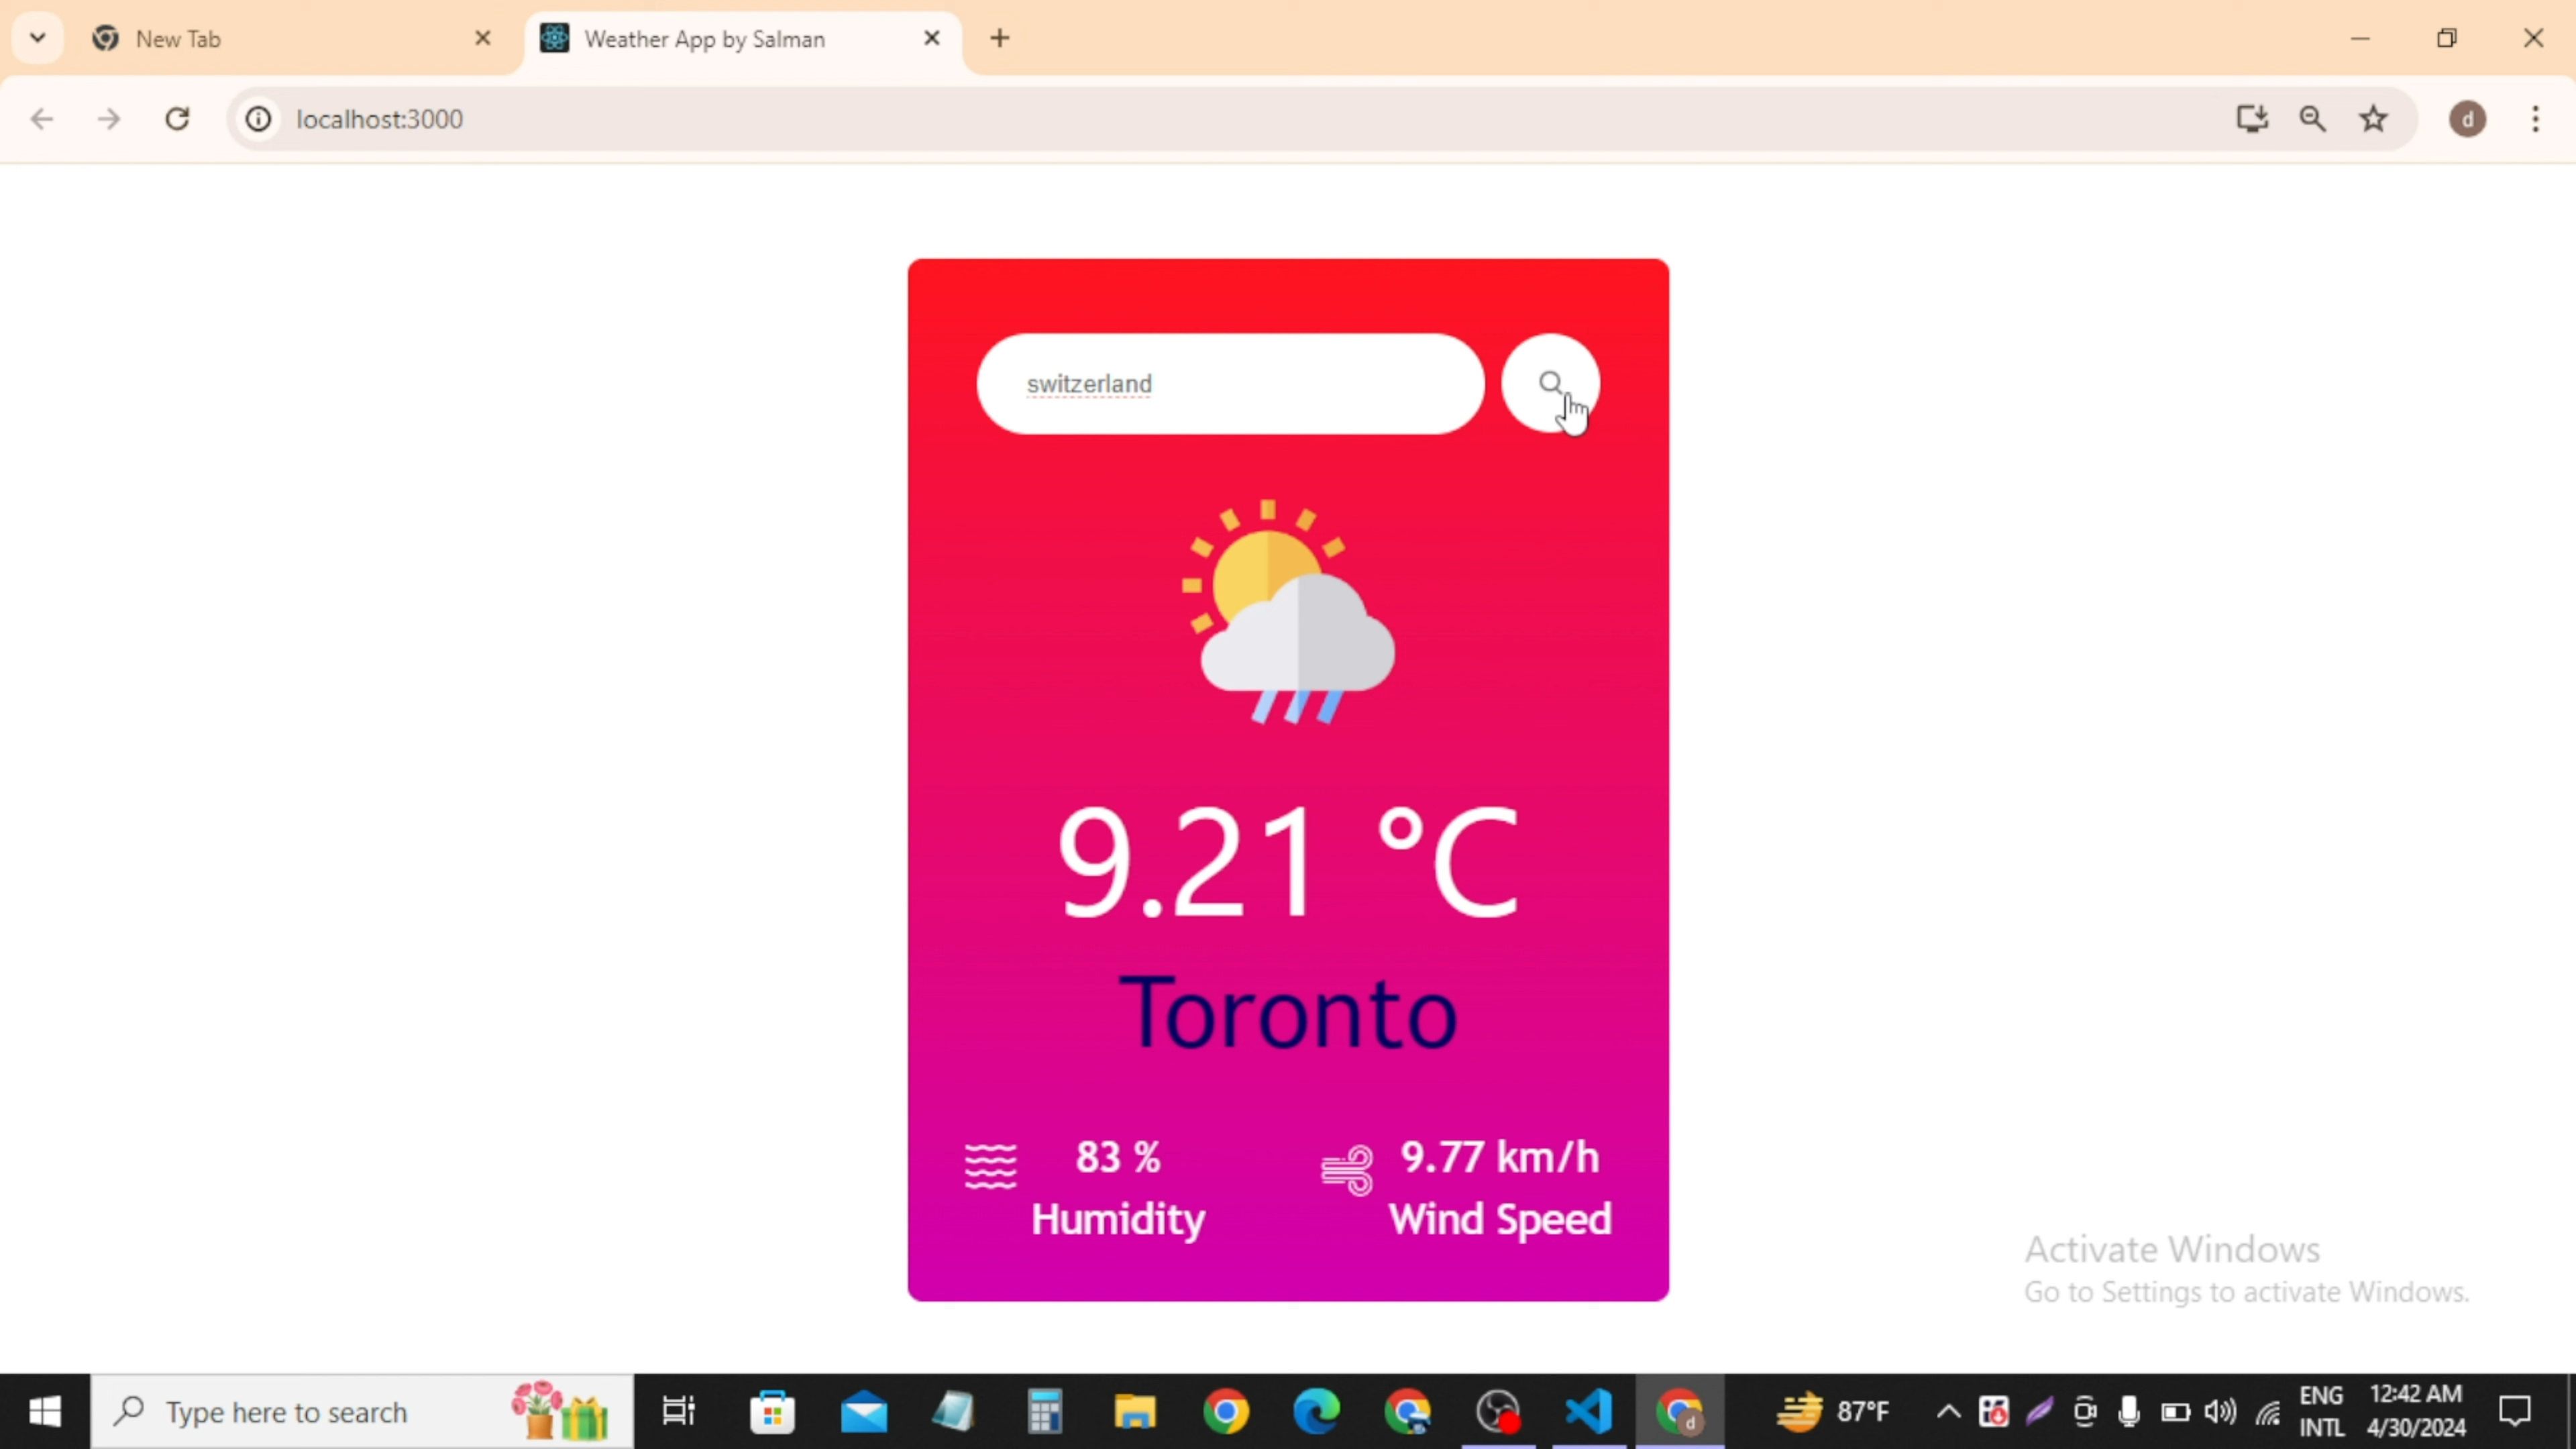 New Tab
Weather App by Salman
localhost:3000
d
switzerland
9.21 °C
Toronto
83 %
Humidity
9.77 km/h
Wind Speed
Activate Windows
Go to Settings to activate Windows.
Type here to search
d
87°F
ENG
INTL
12:42 AM
4/30/2024